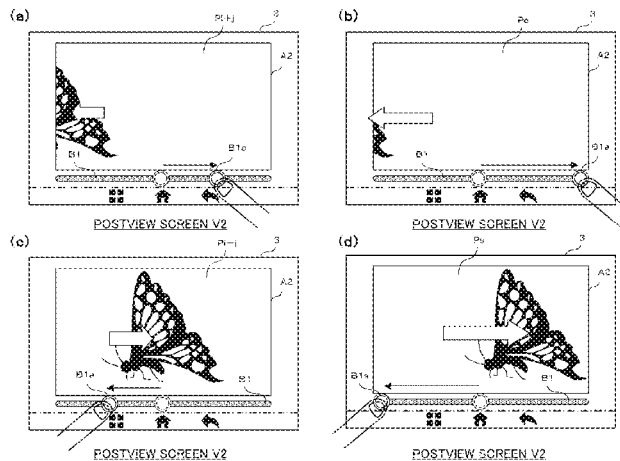 (a)
P(i+j)
3
A2
B1
B1a
POSTVIEW SCREEN V2
(b)
Pe
3
A2
B1
B1a
POSTVIEW SCREEN V2
(c)
P(i-j)
3
A2
B1a
B1
POSTVIEW SCREEN V2
(d)
Ps
3
A2
B1a
B1
POSTVIEW SCREEN V2